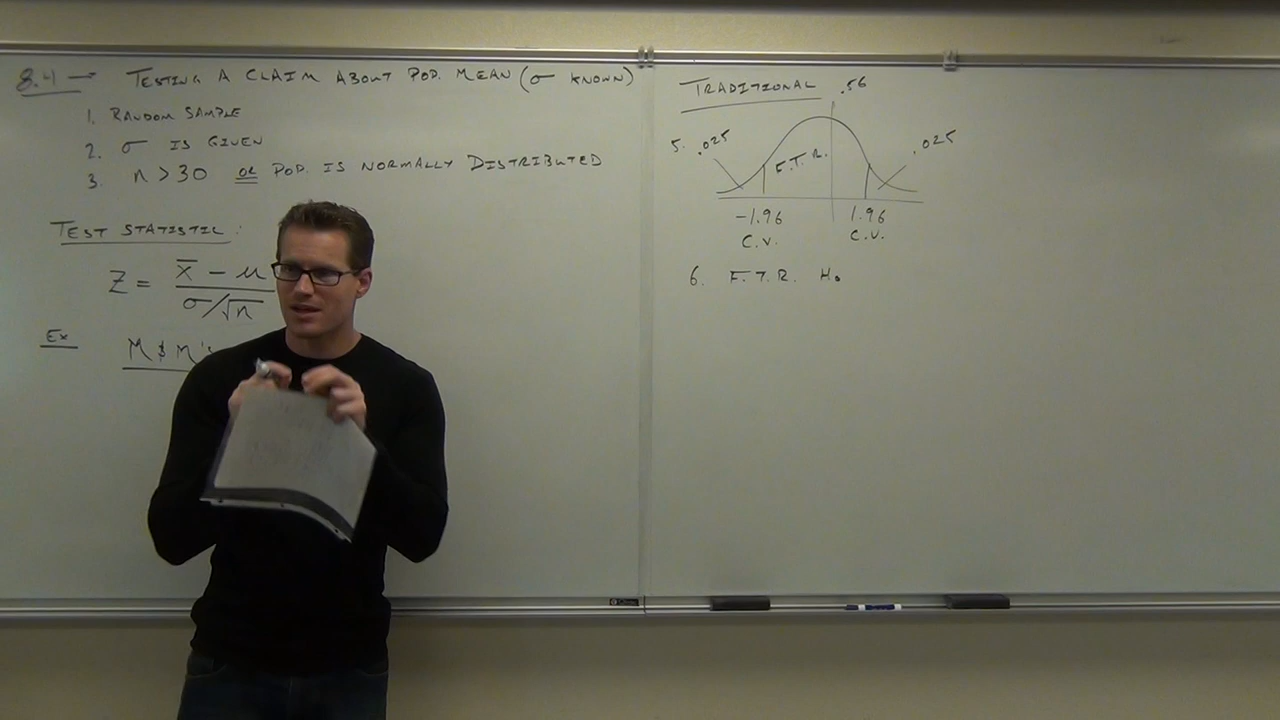 8.4 → TESTING A CLAIM ABOUT POP. MEAN (σ KNOWN)
1. RANDOM SAMPLE
2. σ IS GIVEN
3. n > 30 OR POP. IS NORMALLY DISTRIBUTED
TEST STATISTIC:
Z = x̄ - μ / σ/√n
Ex M & M's
TRADITIONAL .56
5. .025 .025
F.T.R.
-1.96 1.96
C.V. C.V.
6. F.T.R. H₀